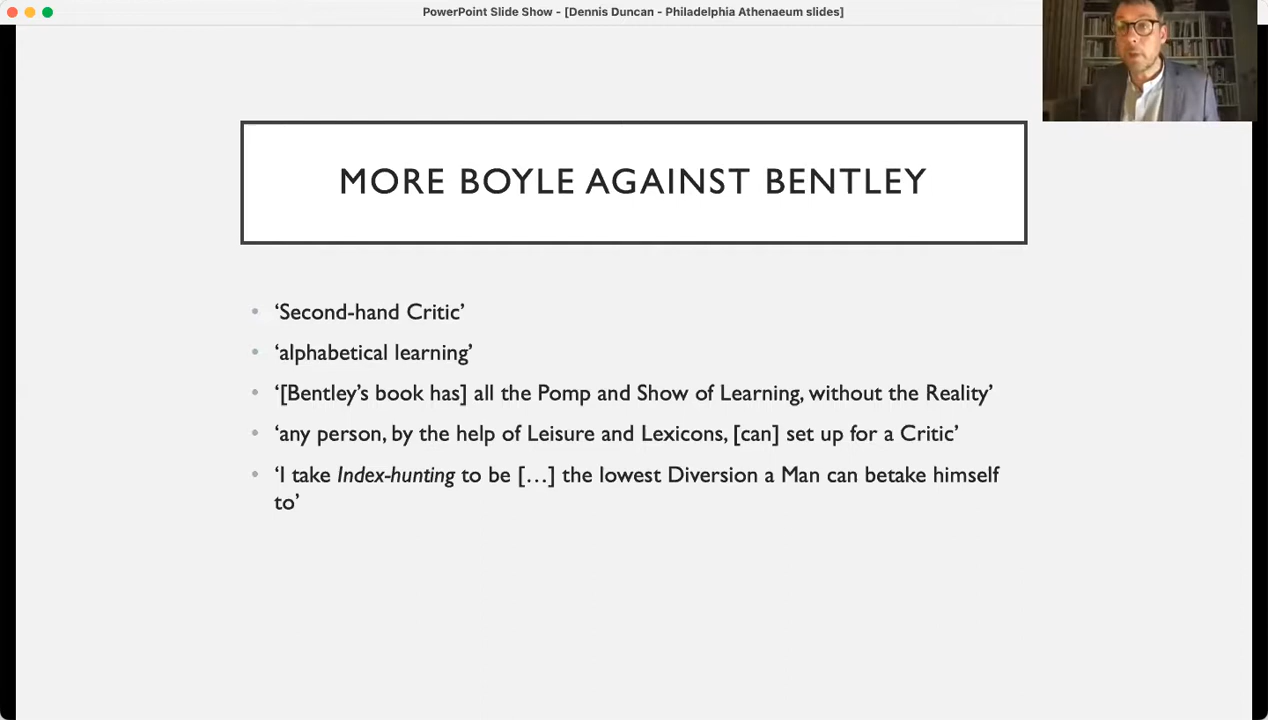 PowerPoint Slide Show - [Dennis Duncan - Philadelphia Athenaeum slides]
MORE BOYLE AGAINST BENTLEY
• ‘Second-hand Critic’
• ‘alphabetical learning’
• ‘[Bentley’s book has] all the Pomp and Show of Learning, without the Reality’
• ‘any person, by the help of Leisure and Lexicons, [can] set up for a Critic’
• ‘I take Index-hunting to be […] the lowest Diversion a Man can betake himself
to’